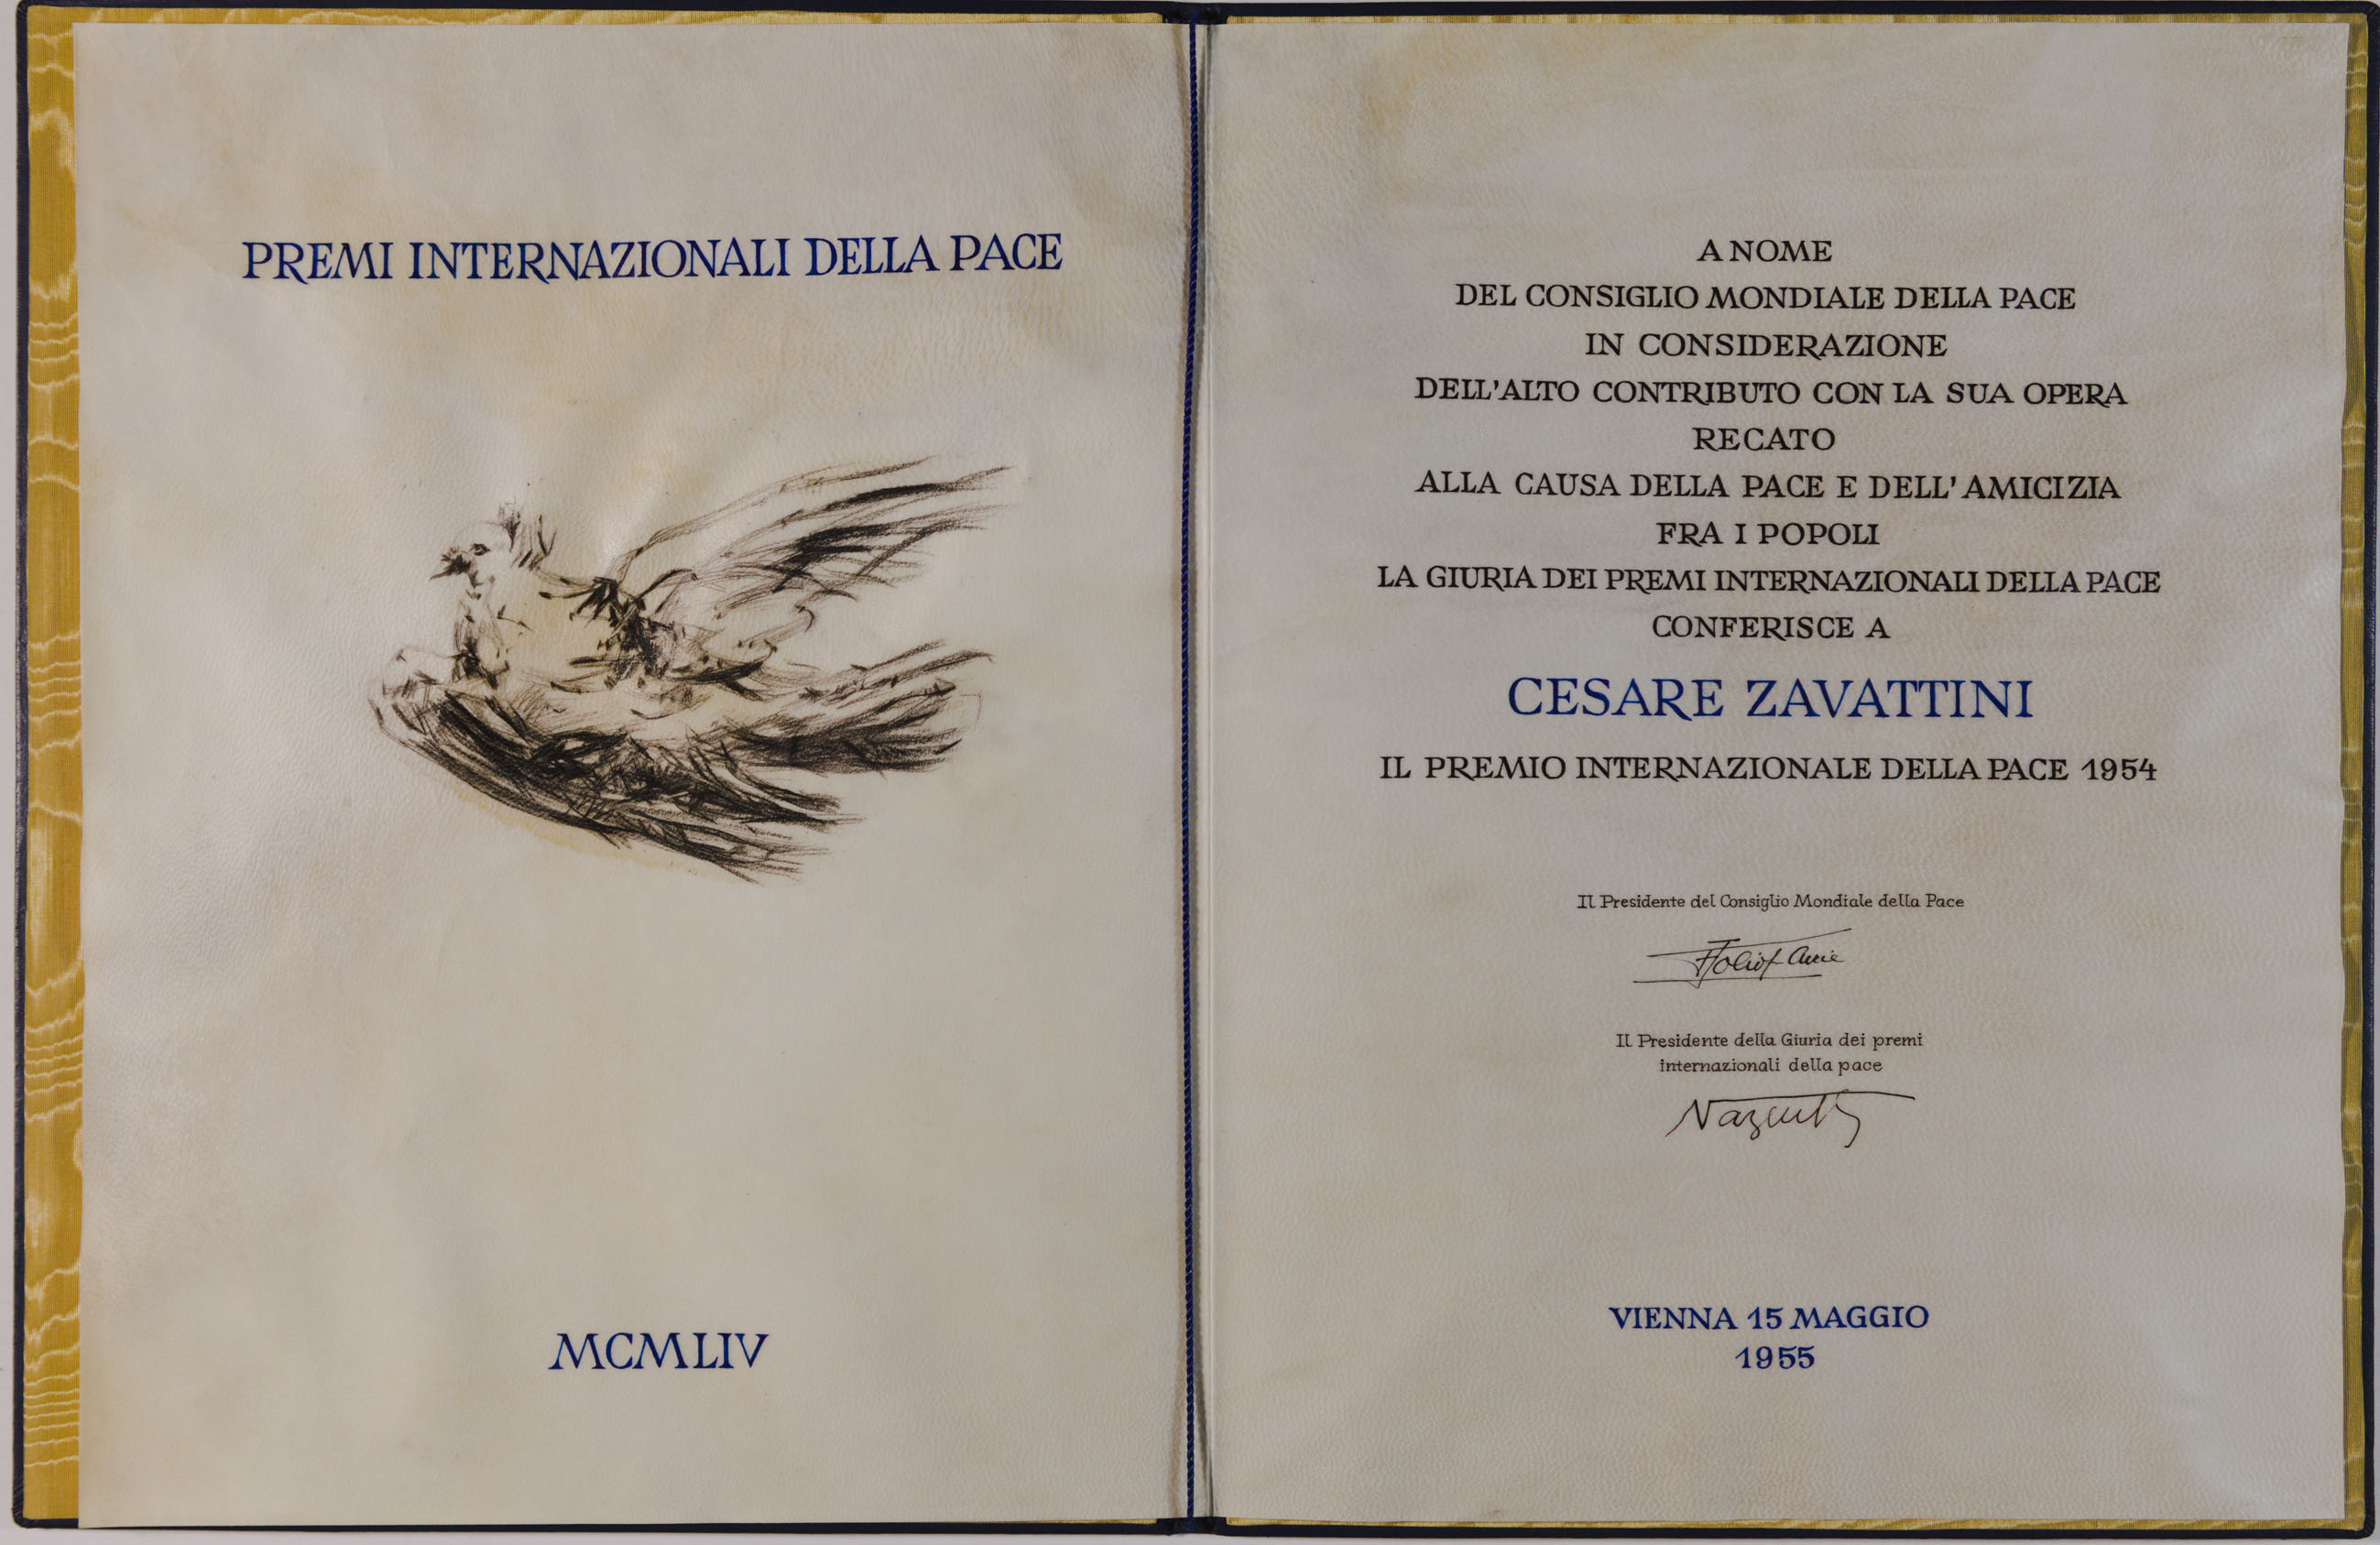 PREMI INTERNAZIONALI DELLA PACE
MCMLIV
A NOME
DEL CONSIGLIO MONDIALE DELLA PACE
IN CONSIDERAZIONE
DELL'ALTO CONTRIBUTO CON LA SUA OPERA
RECATO
ALLA CAUSA DELLA PACE E DELL'AMICIZIA
FRA I POPOLI
LA GIURIA DEI PREMI INTERNAZIONALI DELLA PACE
CONFERISCE A
CESARE ZAVATTINI
IL PREMIO INTERNAZIONALE DELLA PACE 1954
Il Presidente del Consiglio Mondiale della Pace
Il Presidente della Giuria dei premi
internazionali della pace
VIENNA 15 MAGGIO
1955